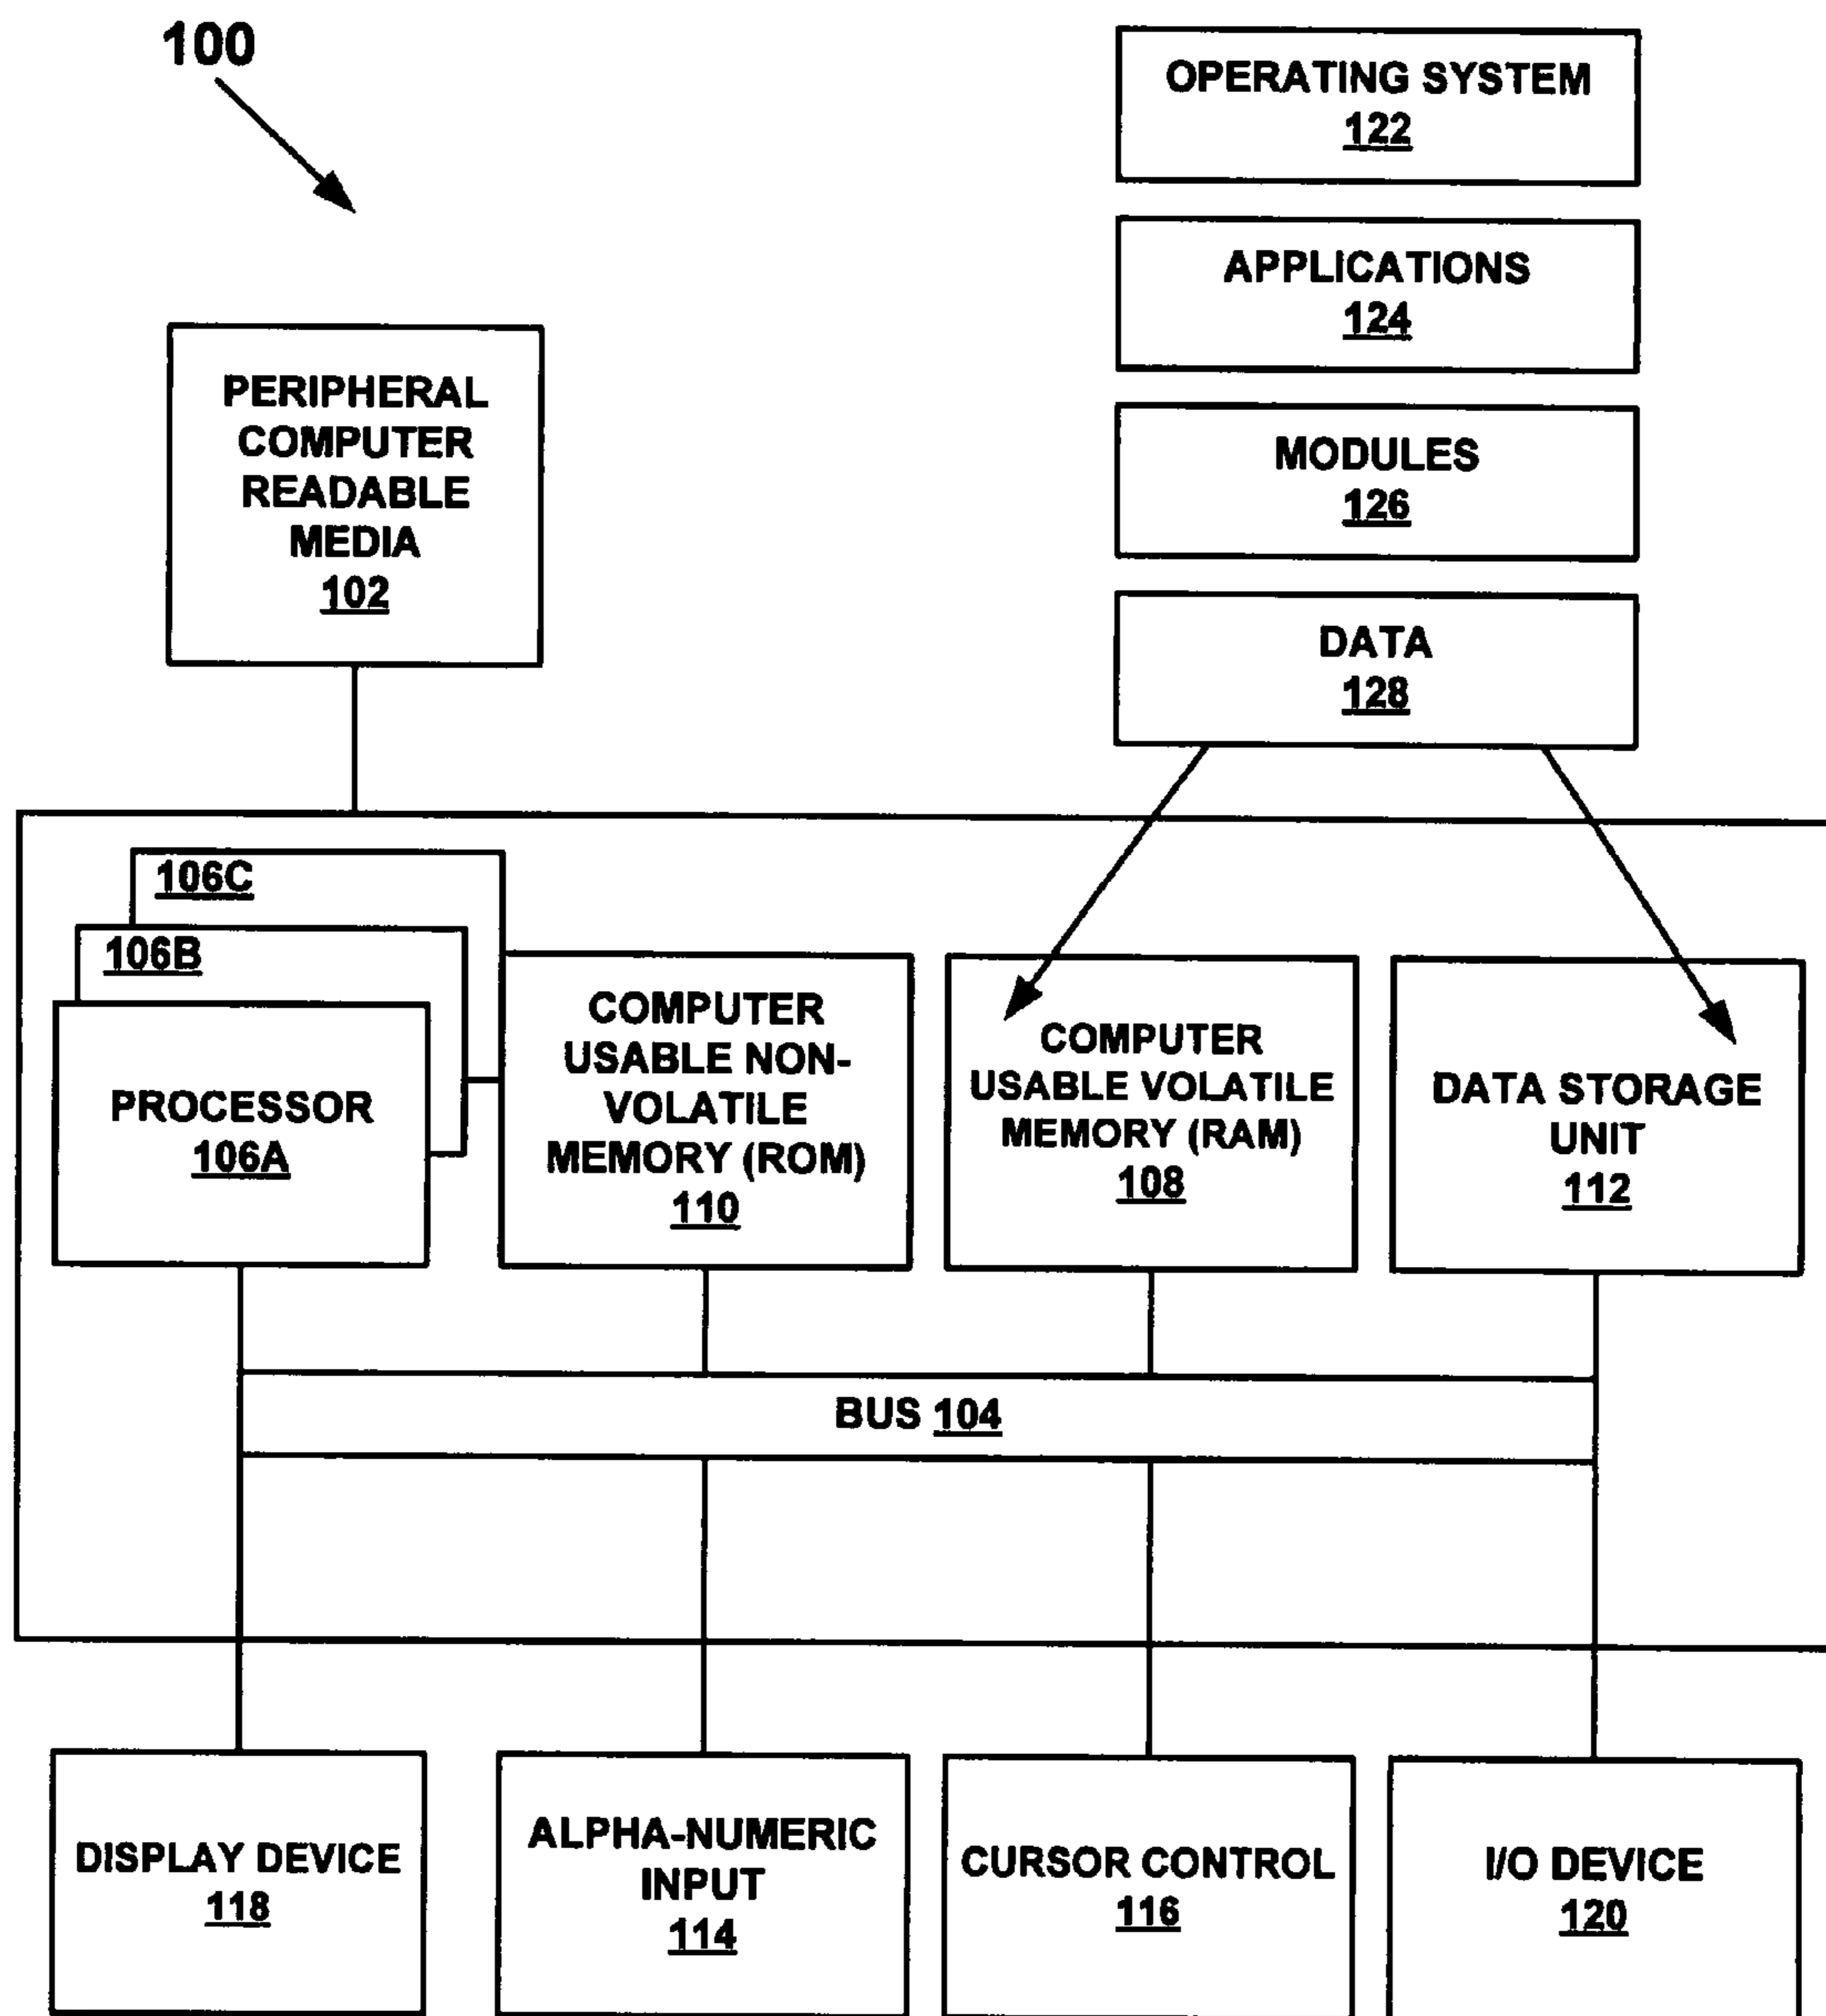 100
OPERATING SYSTEM
122
APPLICATIONS
124
PERIPHERAL
COMPUTER
READABLE
MEDIA
102
MODULES
126
DATA
128
106C
106B
PROCESSOR
106A
COMPUTER
USABLE NON-
VOLATILE
MEMORY (ROM)
110
COMPUTER
USABLE VOLATILE
MEMORY (RAM)
108
DATA STORAGE
UNIT
112
BUS 104
DISPLAY DEVICE
118
ALPHA-NUMERIC
INPUT
114
CURSOR CONTROL
116
I/O DEVICE
120